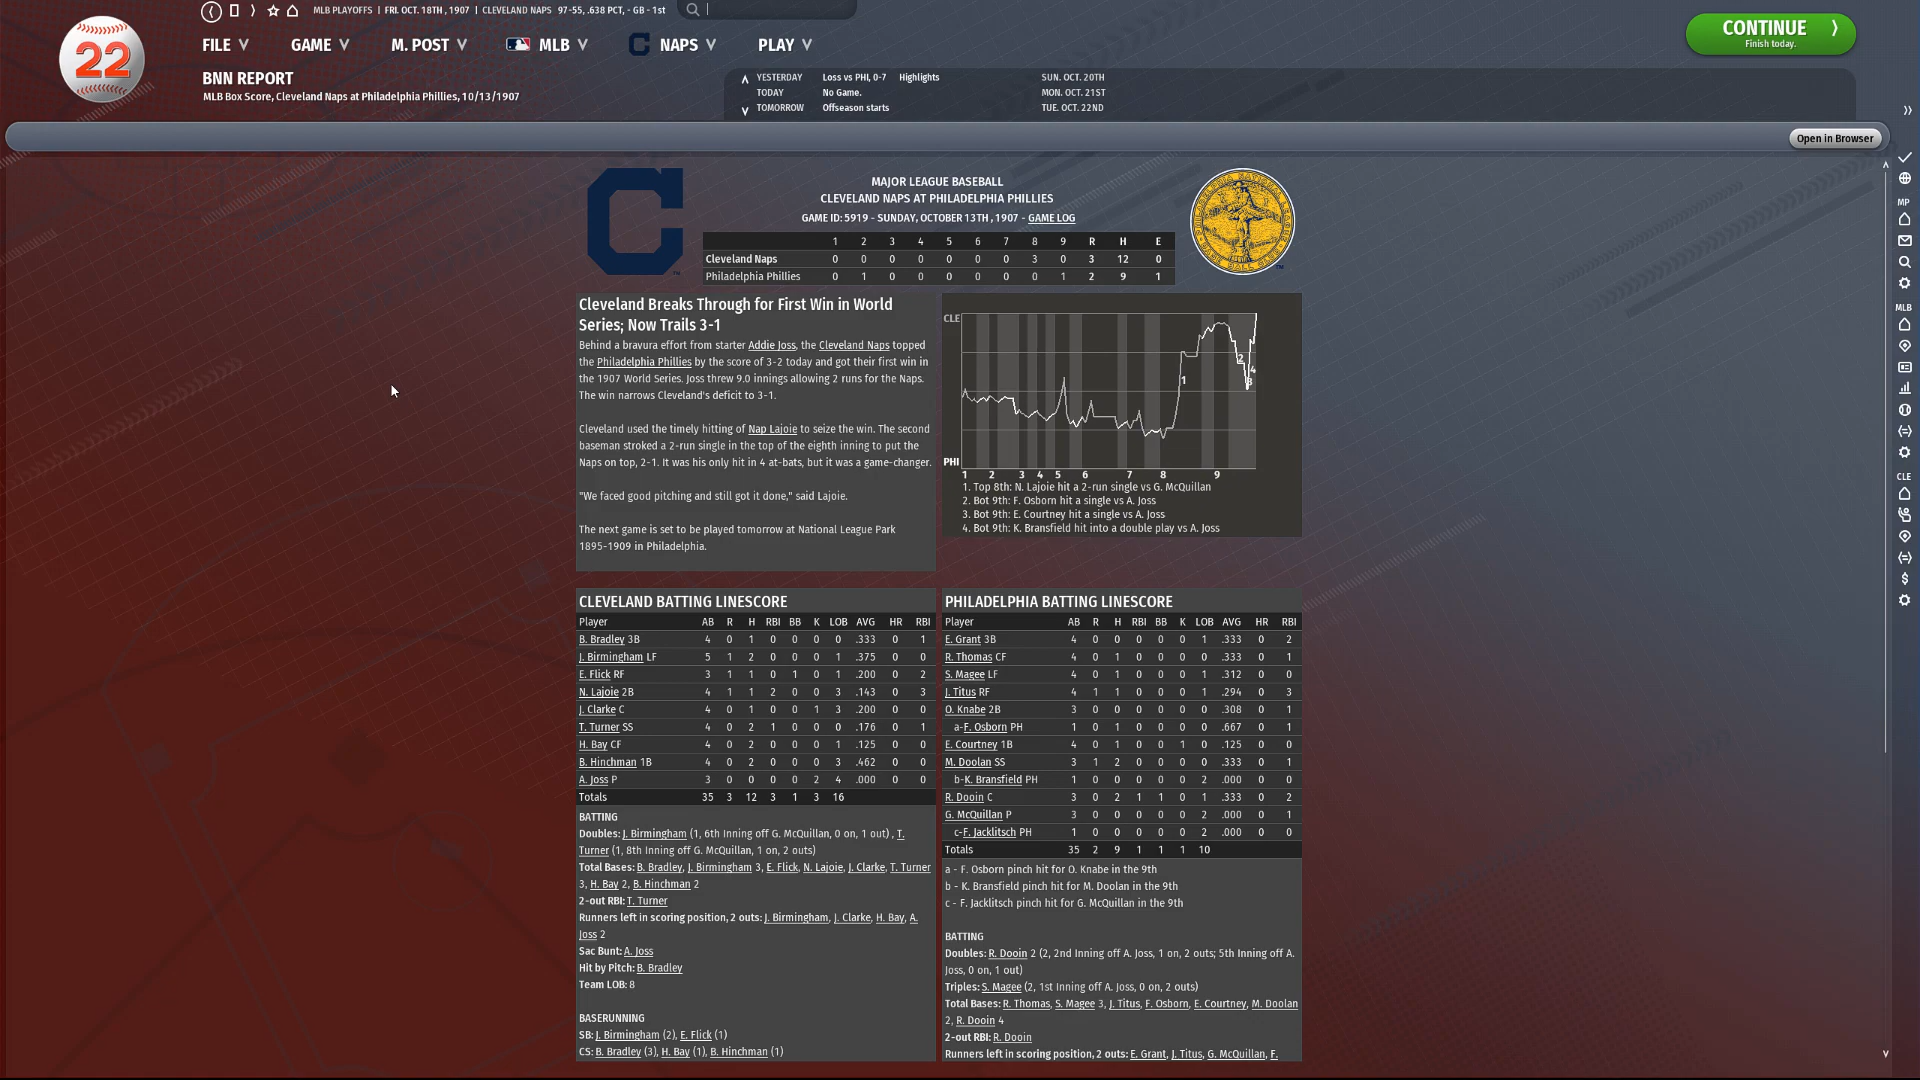 MLB PLAYOFFS | FRI. OCT. 18TH , 1907 | CLEVELAND NAPS 97-55, .638 PCT, - GB - 1st
22
FILE GAME M. POST MLB NAPS PLAY
CONTINUE
Finish today.
BNN REPORT
MLB Box Score, Cleveland Naps at Philadelphia Phillies, 10/13/1907
YESTERDAY Loss vs PHI, 0-7 Highlights SUN. OCT. 20TH
TODAY No Game. MON. OCT. 21ST
TOMORROW Offseason starts TUE. OCT. 22ND
Open in Browser
MAJOR LEAGUE BASEBALL
CLEVELAND NAPS AT PHILADELPHIA PHILLIES
GAME ID: 5919 - SUNDAY, OCTOBER 13TH , 1907 - GAME LOG
1 2 3 4 5 6 7 8 9 R H E
Cleveland Naps 0 0 0 0 0 0 0 3 0 3 12 0
Philadelphia Phillies 0 1 0 0 0 0 0 0 1 2 9 1
Cleveland Breaks Through for First Win in World
Series; Now Trails 3-1
Behind a bravura effort from starter Addie Joss, the Cleveland Naps topped
the Philadelphia Phillies by the score of 3-2 today and got their first win in
the 1907 World Series. Joss threw 9.0 innings allowing 2 runs for the Naps.
The win narrows Cleveland's deficit to 3-1.
Cleveland used the timely hitting of Nap Lajoie to seize the win. The second
baseman stroked a 2-run single in the top of the eighth inning to put the
Naps on top, 2-1. It was his only hit in 4 at-bats, but it was a game-changer.
"We faced good pitching and still got it done," said Lajoie.
The next game is set to be played tomorrow at National League Park
1895-1909 in Philadelphia.
CLE
1
2
4
3
PHI
1 2 3 4 5 6 7 8 9
1. Top 8th: N. Lajoie hit a 2-run single vs G. McQuillan
2. Bot 9th: F. Osborn hit a single vs A. Joss
3. Bot 9th: E. Courtney hit a single vs A. Joss
4. Bot 9th: K. Bransfield hit into a double play vs A. Joss
CLEVELAND BATTING LINESCORE
Player AB R H RBI BB K LOB AVG HR RBI
B. Bradley 3B 4 0 1 0 0 0 0 .333 0 1
J. Birmingham LF 5 1 2 0 0 0 1 .375 0 0
E. Flick RF 3 1 1 0 1 0 1 .200 0 2
N. Lajoie 2B 4 1 1 2 0 0 3 .143 0 3
J. Clarke C 4 0 1 0 0 1 3 .200 0 0
T. Turner SS 4 0 2 1 0 0 0 .176 0 1
H. Bay CF 4 0 2 0 0 0 1 .125 0 0
B. Hinchman 1B 4 0 2 0 0 0 3 .462 0 0
A. Joss P 3 0 0 0 0 2 4 .000 0 0
Totals 35 3 12 3 1 3 16
BATTING
Doubles: J. Birmingham (1, 6th Inning off G. McQuillan, 0 on, 1 out) , T.
Turner (1, 8th Inning off G. McQuillan, 1 on, 2 outs)
Total Bases: B. Bradley, J. Birmingham 3, E. Flick, N. Lajoie, J. Clarke, T. Turner
3, H. Bay 2, B. Hinchman 2
2-out RBI: T. Turner
Runners left in scoring position, 2 outs: J. Birmingham, J. Clarke, H. Bay, A.
Joss 2
Sac Bunt: A. Joss
Hit by Pitch: B. Bradley
Team LOB: 8
BASERUNNING
SB: J. Birmingham (2), E. Flick (1)
CS: B. Bradley (3), H. Bay (1), B. Hinchman (1)
PHILADELPHIA BATTING LINESCORE
Player AB R H RBI BB K LOB AVG HR RBI
E. Grant 3B 4 0 0 0 0 0 1 .333 0 2
R. Thomas CF 4 0 1 0 0 0 0 .333 0 1
S. Magee LF 4 0 1 0 0 0 1 .312 0 0
J. Titus RF 4 1 1 0 0 0 1 .294 0 3
O. Knabe 2B 3 0 0 0 0 0 0 .308 0 1
a-F. Osborn PH 1 0 1 0 0 0 0 .667 0 1
E. Courtney 1B 4 0 1 0 0 1 0 .125 0 0
M. Doolan SS 3 1 2 0 0 0 0 .333 0 1
b-K. Bransfield PH 1 0 0 0 0 0 2 .000 0 0
R. Dooin C 3 0 2 1 1 0 1 .333 0 2
G. McQuillan P 3 0 0 0 0 0 2 .000 0 1
c-F. Jacklitsch PH 1 0 0 0 0 0 2 .000 0 0
Totals 35 2 9 1 1 1 10
a - F. Osborn pinch hit for O. Knabe in the 9th
b - K. Bransfield pinch hit for M. Doolan in the 9th
c - F. Jacklitsch pinch hit for G. McQuillan in the 9th
BATTING
Doubles: R. Dooin 2 (2, 2nd Inning off A. Joss, 1 on, 2 outs; 5th Inning off A.
Joss, 0 on, 1 out)
Triples: S. Magee (2, 1st Inning off A. Joss, 0 on, 2 outs)
Total Bases: R. Thomas, S. Magee 3, J. Titus, F. Osborn, E. Courtney, M. Doolan
2, R. Dooin 4
2-out RBI: R. Dooin
Runners left in scoring position, 2 outs: E. Grant, J. Titus, G. McQuillan, F.
MP
MLB
CLE